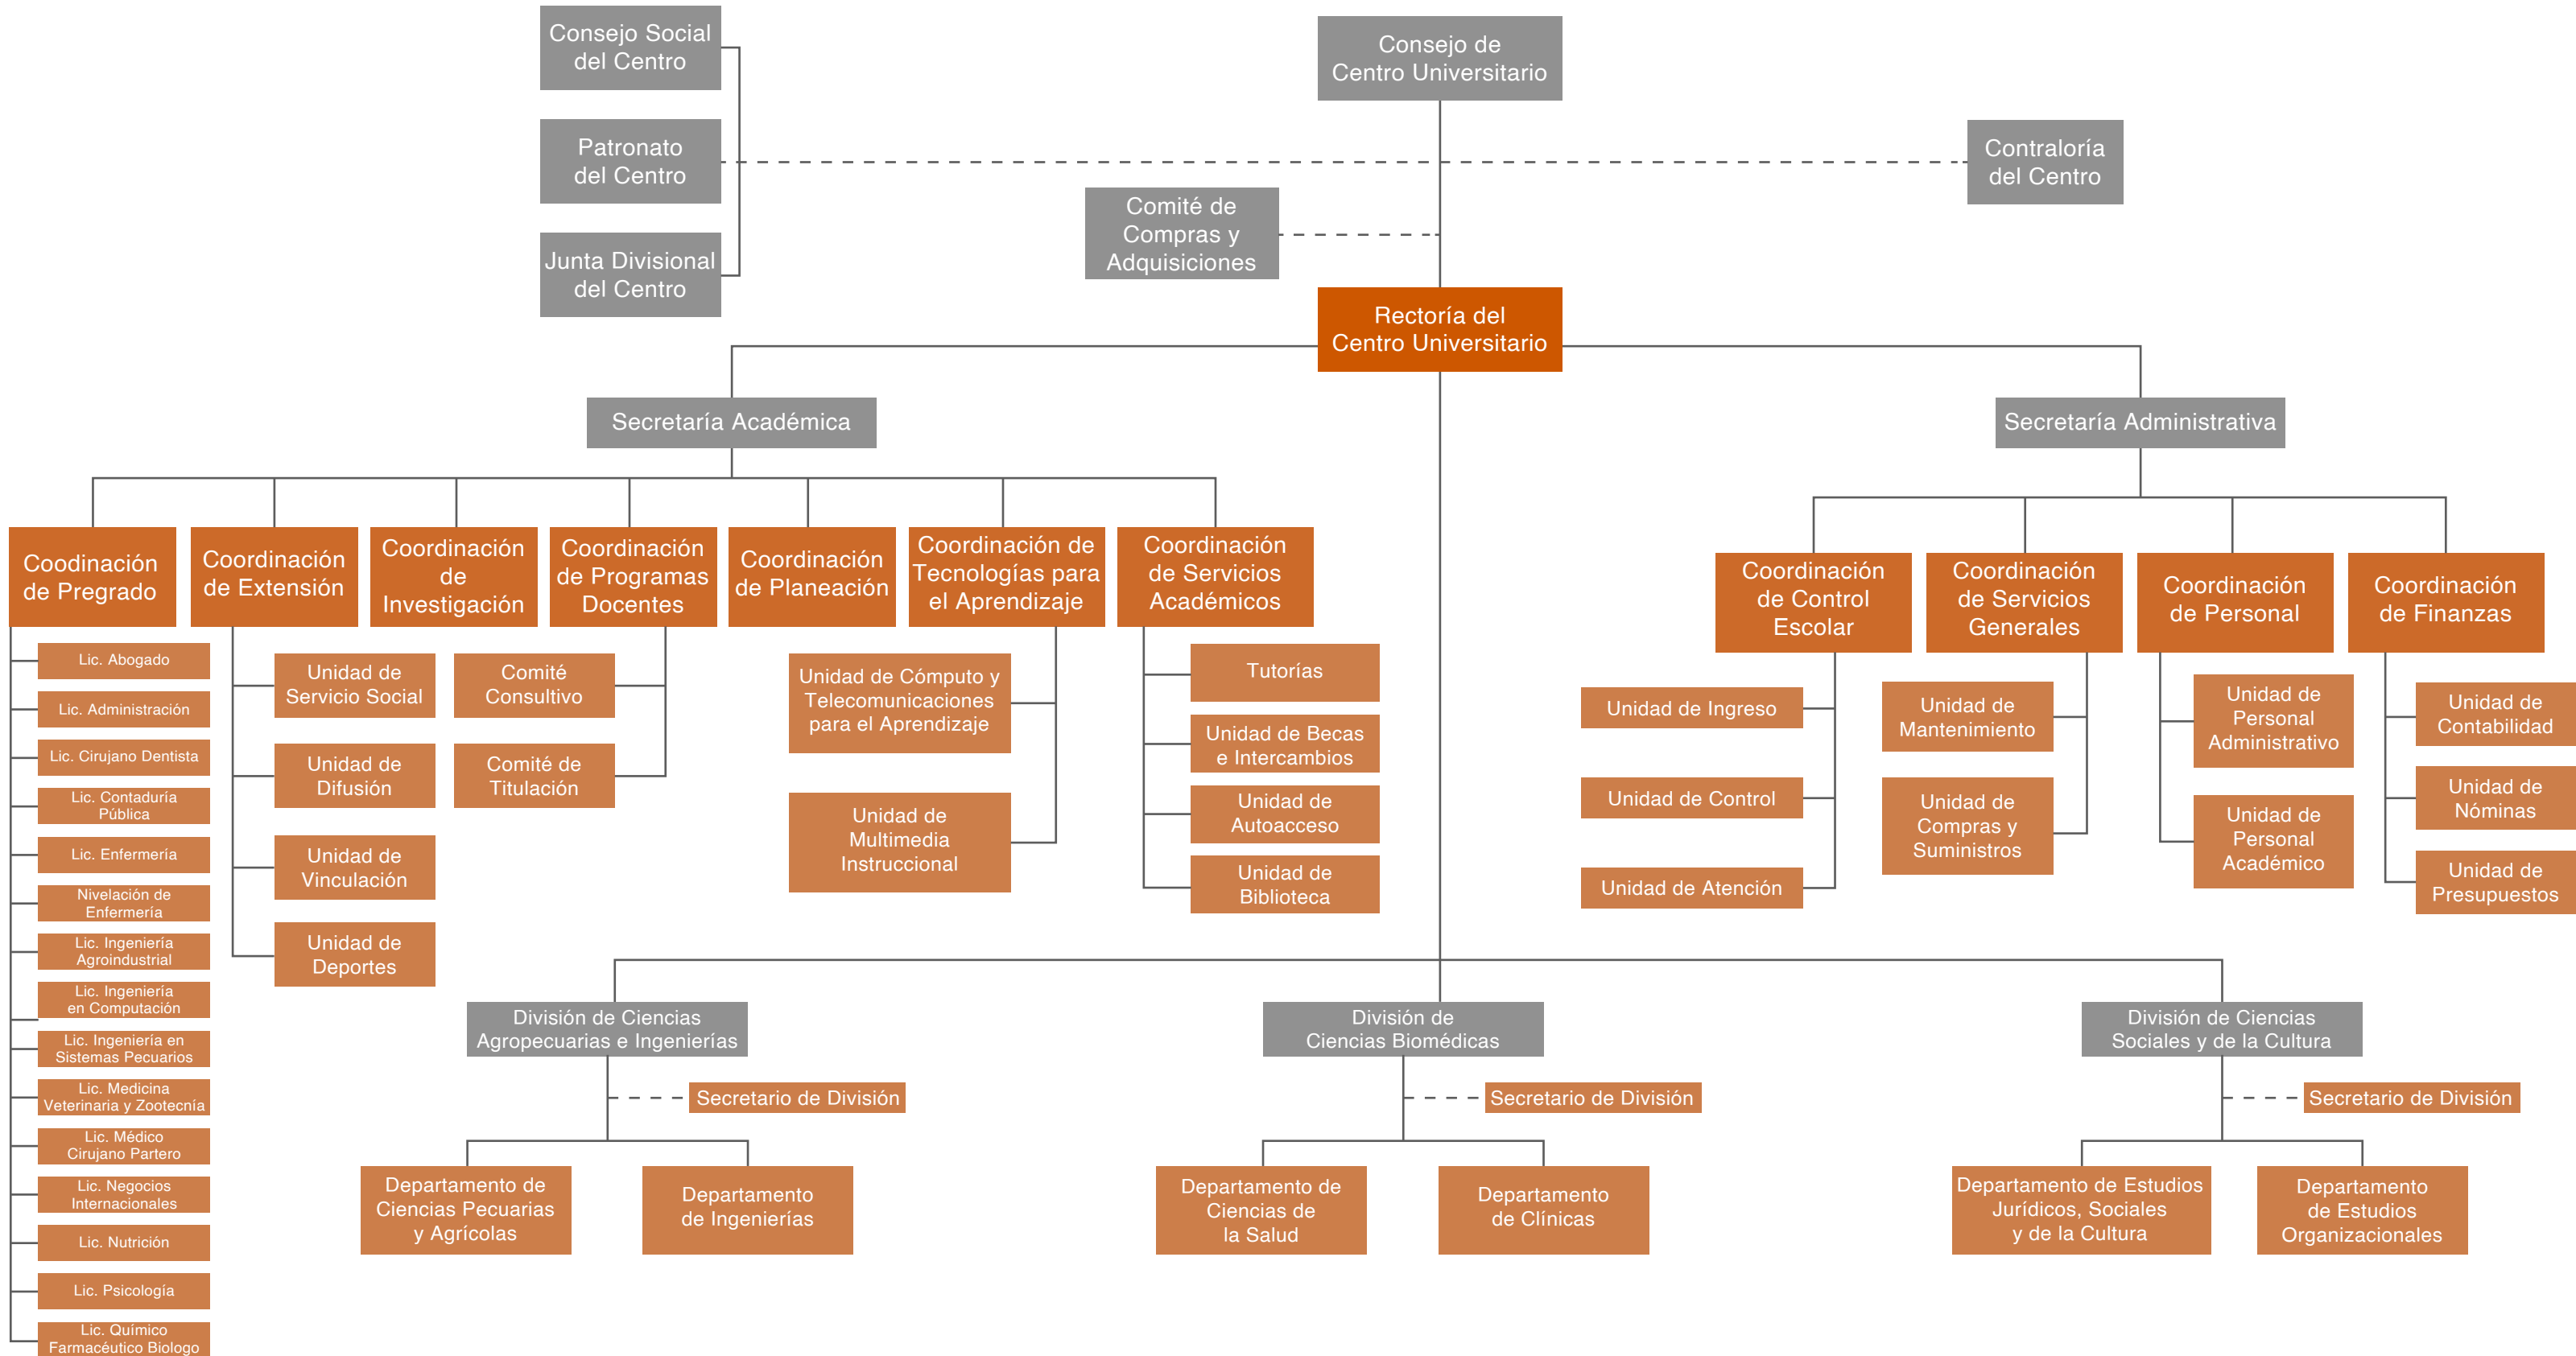 Consejo Social
del Centro
Consejo de
Centro Universitario
Patronato
del Centro
Contraloría
del Centro
Comité de
Compras y
Adquisiciones
Junta Divisional
del Centro
Rectoría del
Centro Universitario
Secretaría Académica
Secretaría Administrativa
Coodinación
de Pregrado
Coordinación
de Extensión
Coordinación
de
Investigación
Coordinación
de Programas
Docentes
Coordinación
de Planeación
Coordinación de
Tecnologías para
el Aprendizaje
Coordinación
de Servicios
Académicos
Coordinación
de Control
Escolar
Coordinación
de Servicios
Generales
Coordinación
de Personal
Coordinación
de Finanzas
Lic. Abogado
Lic. Administración
Lic. Cirujano Dentista
Lic. Contaduría
Pública
Lic. Enfermería
Nivelación de
Enfermería
Lic. Ingeniería
Agroindustrial
Lic. Ingeniería
en Computación
Lic. Ingeniería en
Sistemas Pecuarios
Lic. Medicina
Veterinaria y Zootecnía
Lic. Médico
Cirujano Partero
Lic. Negocios
Internacionales
Lic. Nutrición
Lic. Psicología
Lic. Químico
Farmacéutico Biologo
Unidad de
Servicio Social
Unidad de
Difusión
Unidad de
Vinculación
Unidad de
Deportes
Comité
Consultivo
Comité de
Titulación
Unidad de Cómputo y
Telecomunicaciones
para el Aprendizaje
Unidad de
Multimedia
Instruccional
Tutorías
Unidad de Becas
e Intercambios
Unidad de
Autoacceso
Unidad de
Biblioteca
Unidad de Ingreso
Unidad de Control
Unidad de Atención
Unidad de
Mantenimiento
Unidad de
Compras y
Suministros
Unidad de
Personal
Administrativo
Unidad de
Personal
Académico
Unidad de
Contabilidad
Unidad de
Nóminas
Unidad de
Presupuestos
División de Ciencias
Agropecuarias e Ingenierías
Secretario de División
Departamento de
Ciencias Pecuarias
y Agrícolas
Departamento
de Ingenierías
División de
Ciencias Biomédicas
Secretario de División
Departamento de
Ciencias de
la Salud
Departamento
de Clínicas
División de Ciencias
Sociales y de la Cultura
Secretario de División
Departamento de Estudios
Jurídicos, Sociales
y de la Cultura
Departamento
de Estudios
Organizacionales